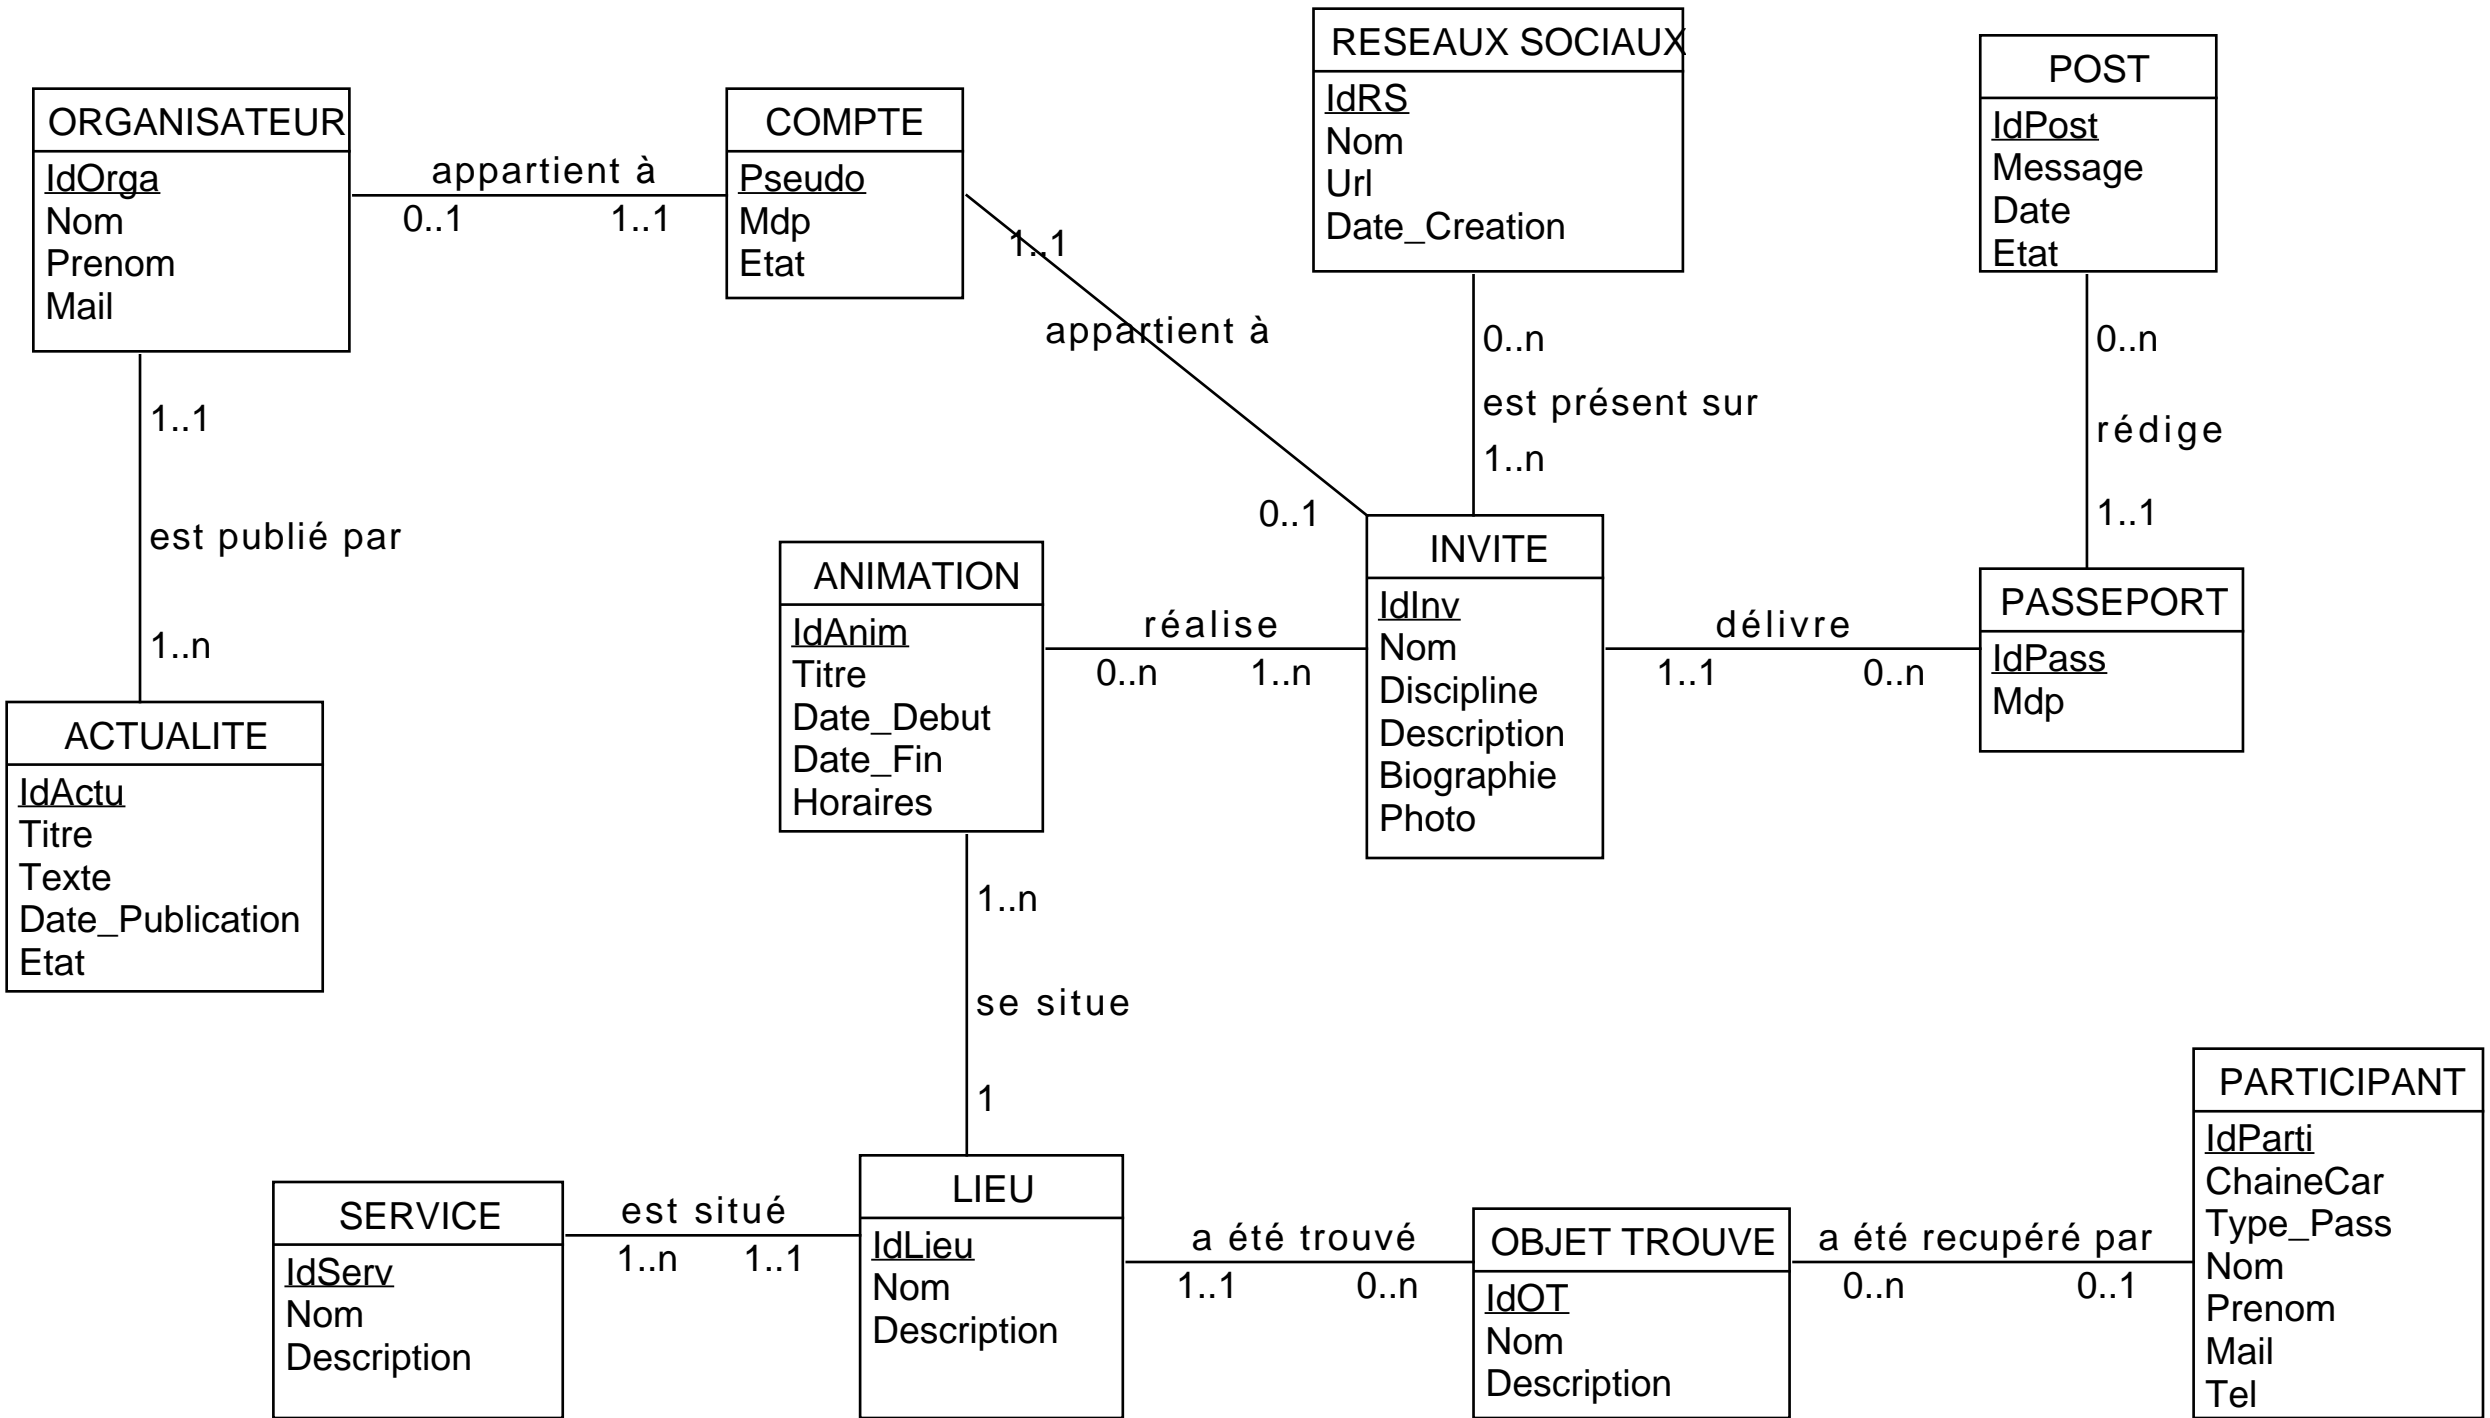 RESEAUX SOCIAUX
IdRS
Nom
Url
Date_Creation
POST
IdPost
Message
Date
Etat
ORGANISATEUR
IdOrga
Nom
Prenom
Mail
appartient à
0..1
1..1
COMPTE
Pseudo
Mdp
Etat
1..1
appartient à
0..1
0..n
est présent sur
1..n
0..n
rédige
1..1
1..1
est publié par
1..n
ANIMATION
IdAnim
Titre
Date_Debut
Date_Fin
Horaires
réalise
0..n
1..n
INVITE
IdInv
Nom
Discipline
Description
Biographie
Photo
délivre
1..1
0..n
PASSEPORT
IdPass
Mdp
ACTUALITE
IdActu
Titre
Texte
Date_Publication
Etat
1..n
se situe
1
SERVICE
IdServ
Nom
Description
est situé
1..n
1..1
LIEU
IdLieu
Nom
Description
a été trouvé
1..1
0..n
OBJET TROUVE
IdOT
Nom
Description
a été recupéré par
0..n
0..1
PARTICIPANT
IdParti
ChaineCar
Type_Pass
Nom
Prenom
Mail
Tel